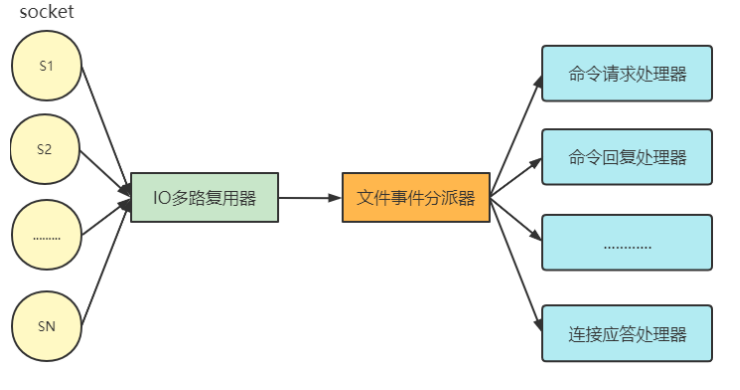 socket
S1
S2
.........
SN
IO多路复用器
文件事件分派器
命令请求处理器
命令回复处理器
............
连接应答处理器